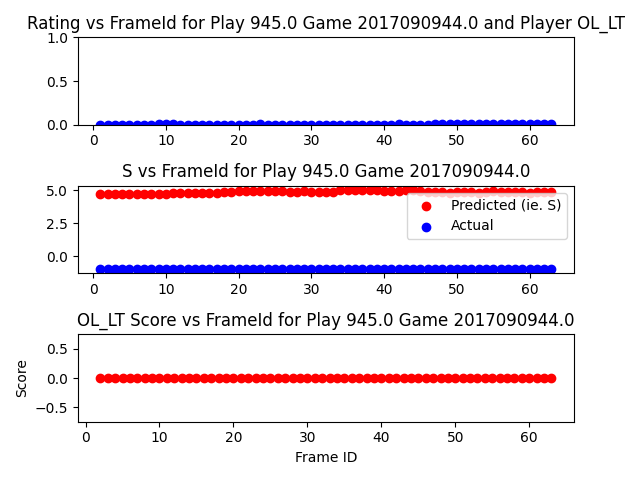 Rating vs FrameId for Play 945.0 Game 2017090944.0 and Player OL_LT
1.0
0.5
0.0
0 10 20 30 40 50 60
S vs FrameId for Play 945.0 Game 2017090944.0
5.0
2.5
0.0
Predicted (ie. S)
Actual
0 10 20 30 40 50 60
OL_LT Score vs FrameId for Play 945.0 Game 2017090944.0
Score
0.5
0.0
−0.5
0 10 20 30 40 50 60
Frame ID